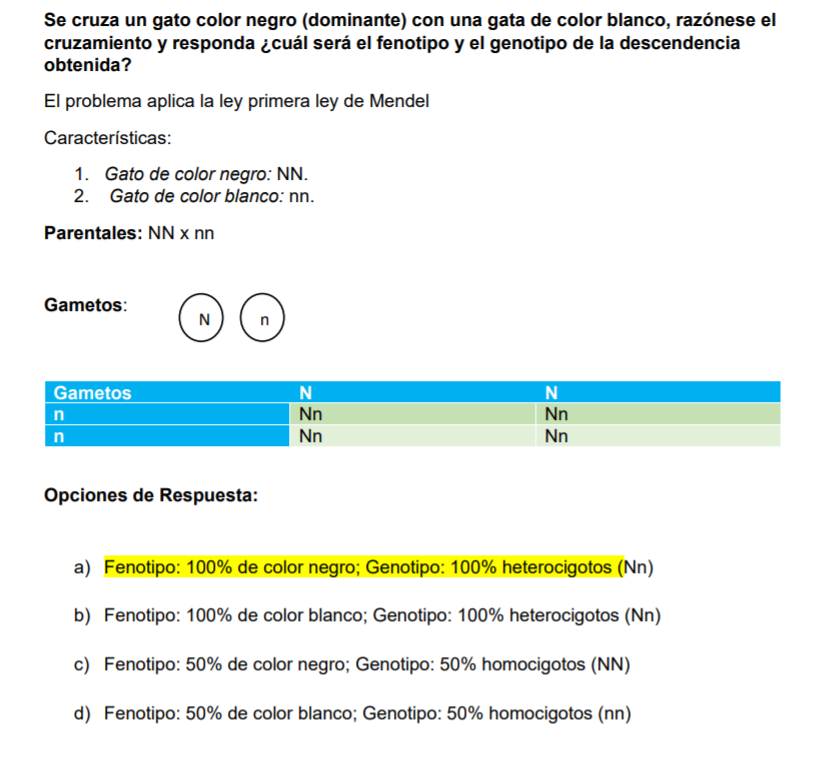 Se cruza un gato color negro (dominante) con una gata de color blanco, razónese el
cruzamiento y responda ¿cuál será el fenotipo y el genotipo de la descendencia
obtenida?
El problema aplica la ley primera ley de Mendel
Características:
1. Gato de color negro: NN.
2. Gato de color blanco: nn.
Parentales: NN x nn
Gametos: N n
Gametos N N
n Nn Nn
n Nn Nn
Opciones de Respuesta:
a) Fenotipo: 100% de color negro; Genotipo: 100% heterocigotos (Nn)
b) Fenotipo: 100% de color blanco; Genotipo: 100% heterocigotos (Nn)
c) Fenotipo: 50% de color negro; Genotipo: 50% homocigotos (NN)
d) Fenotipo: 50% de color blanco; Genotipo: 50% homocigotos (nn)